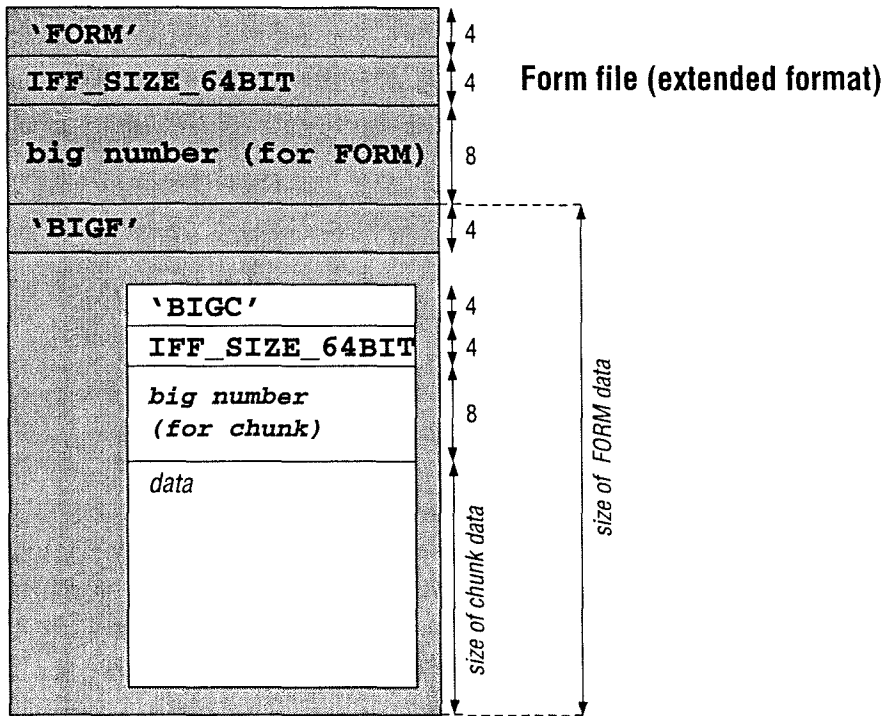 ‘FORM’
4
IFF_SIZE_64BIT
4
Form file (extended format)
big number (for FORM)
8
‘BIGF’
4
‘BIGC’
4
IFF_SIZE_64BIT
4
big number
(for chunk)
8
data
size of chunk data
size of FORM data